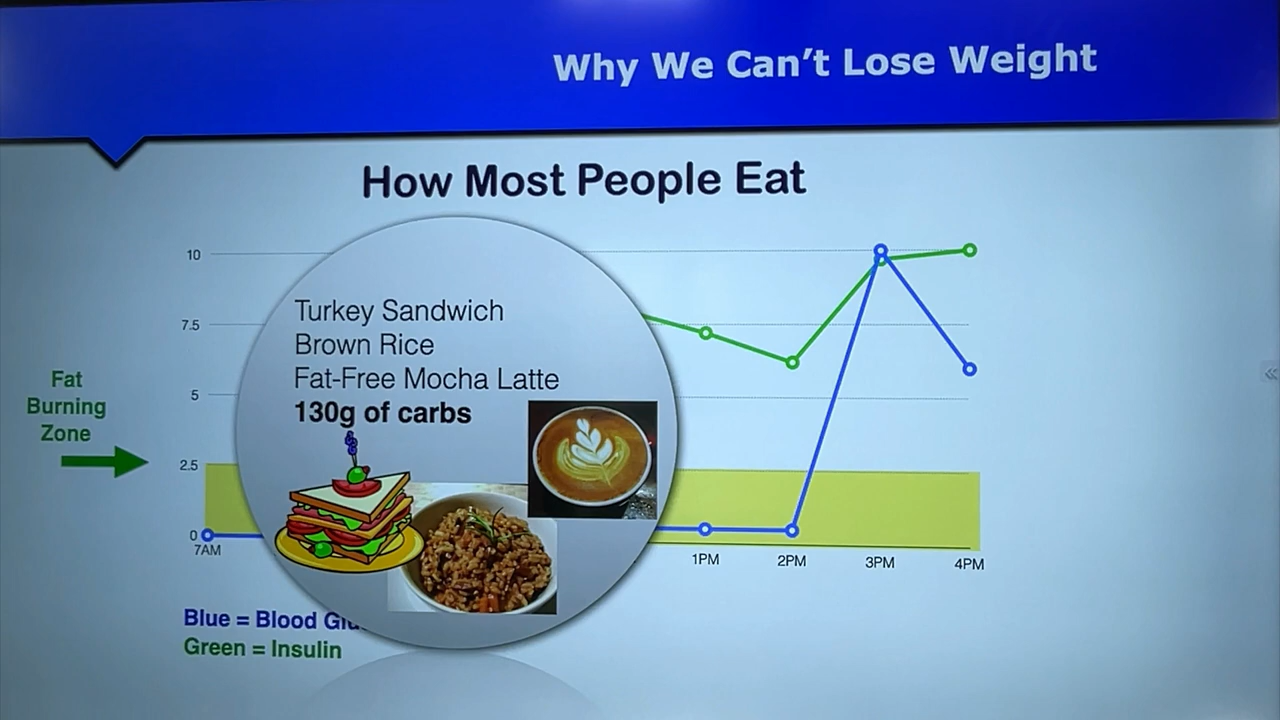 Why We Can't Lose Weight
How Most People Eat
10
7.5
5
2.5
0
Fat
Burning
Zone
Turkey Sandwich
Brown Rice
Fat-Free Mocha Latte
130g of carbs
7AM
1PM
2PM
3PM
4PM
Blue = Blood
Green = Insulin